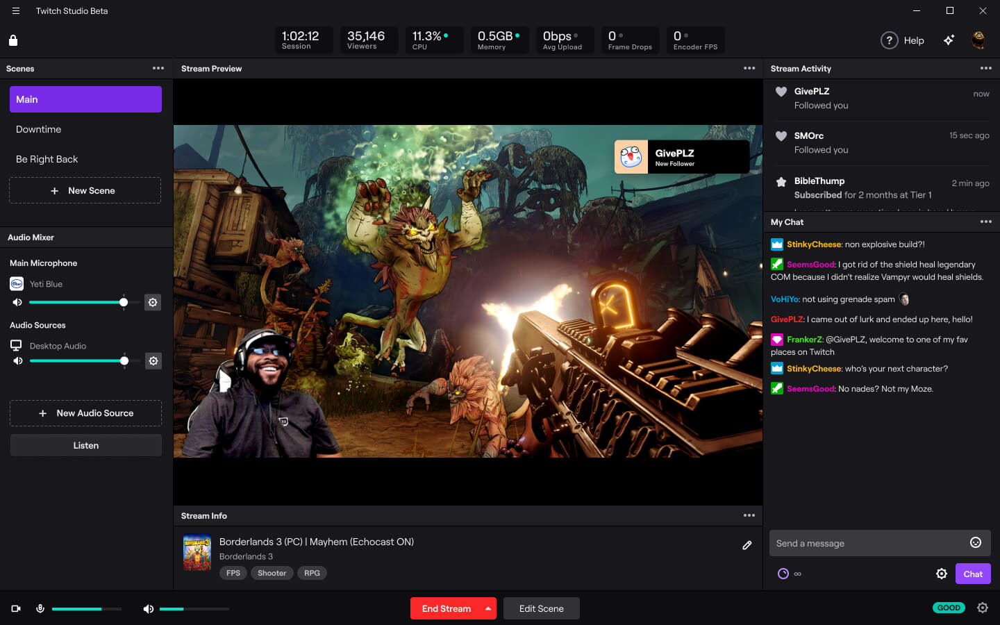 Twitch Studio Beta
1:02:12
Session
35,146
Viewers
11.3%
CPU
0.5GB
Memory
0bps
Avg Upload
0
Frame Drops
0
Encoder FPS
? Help
Scenes
Main
Downtime
Be Right Back
+ New Scene
Audio Mixer
Main Microphone
Yeti Blue
Audio Sources
Desktop Audio
+ New Audio Source
Listen
Stream Preview
GivePLZ
New Follower
Stream Info
Borderlands 3 (PC) | Mayhem (Echocast ON)
Borderlands 3
FPS Shooter RPG
Stream Activity
GivePLZ
now
Followed you
SMOrc
15 sec ago
Followed you
BibleThump
2 min ago
Subscribed for 2 months at Tier 1
My Chat
StinkyCheese: non explosive build?!
SeemsGood: I got rid of the shield heal legendary
COM because I didn't realize Vampyr would heal shields.
VoHiYo: not using grenade spam
GivePLZ: I came out of lurk and ended up here, hello!
FrankerZ: @GivePLZ, welcome to one of my fav
places on Twitch
StinkyCheese: who's your next character?
SeemsGood: No nades? Not my Moze.
Send a message
∞
Chat
End Stream
Edit Scene
GOOD